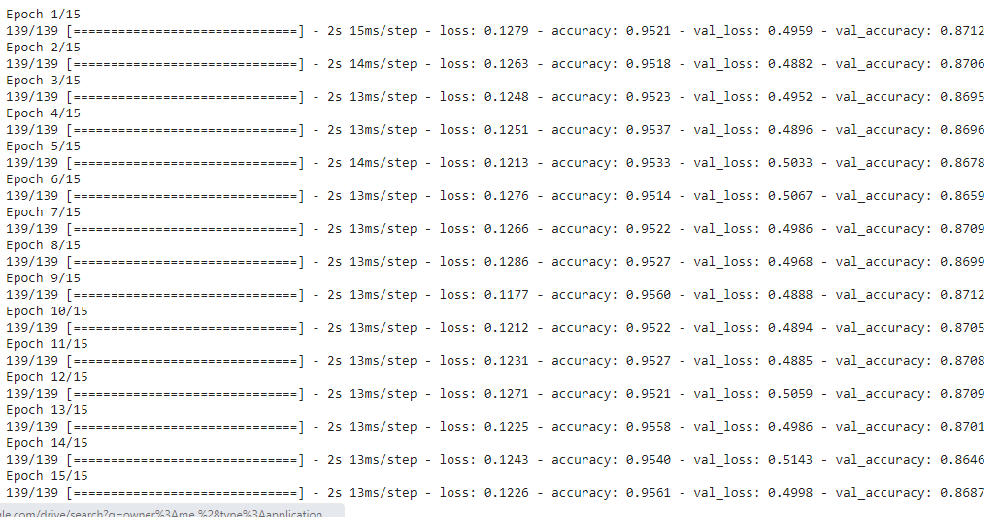 Epoch 1/15
139/139 [==============================] - 2s 15ms/step - loss: 0.1279 - accuracy: 0.9521 - val_loss: 0.4959 - val_accuracy: 0.8712
Epoch 2/15
139/139 [==============================] - 2s 14ms/step - loss: 0.1263 - accuracy: 0.9518 - val_loss: 0.4882 - val_accuracy: 0.8706
Epoch 3/15
139/139 [==============================] - 2s 13ms/step - loss: 0.1248 - accuracy: 0.9523 - val_loss: 0.4952 - val_accuracy: 0.8695
Epoch 4/15
139/139 [==============================] - 2s 13ms/step - loss: 0.1251 - accuracy: 0.9537 - val_loss: 0.4896 - val_accuracy: 0.8696
Epoch 5/15
139/139 [==============================] - 2s 14ms/step - loss: 0.1213 - accuracy: 0.9533 - val_loss: 0.5033 - val_accuracy: 0.8678
Epoch 6/15
139/139 [==============================] - 2s 13ms/step - loss: 0.1276 - accuracy: 0.9514 - val_loss: 0.5067 - val_accuracy: 0.8659
Epoch 7/15
139/139 [==============================] - 2s 13ms/step - loss: 0.1266 - accuracy: 0.9522 - val_loss: 0.4986 - val_accuracy: 0.8709
Epoch 8/15
139/139 [==============================] - 2s 13ms/step - loss: 0.1286 - accuracy: 0.9527 - val_loss: 0.4968 - val_accuracy: 0.8699
Epoch 9/15
139/139 [==============================] - 2s 13ms/step - loss: 0.1177 - accuracy: 0.9560 - val_loss: 0.4888 - val_accuracy: 0.8712
Epoch 10/15
139/139 [==============================] - 2s 13ms/step - loss: 0.1212 - accuracy: 0.9522 - val_loss: 0.4894 - val_accuracy: 0.8705
Epoch 11/15
139/139 [==============================] - 2s 13ms/step - loss: 0.1231 - accuracy: 0.9527 - val_loss: 0.4885 - val_accuracy: 0.8708
Epoch 12/15
139/139 [==============================] - 2s 13ms/step - loss: 0.1271 - accuracy: 0.9521 - val_loss: 0.5059 - val_accuracy: 0.8709
Epoch 13/15
139/139 [==============================] - 2s 13ms/step - loss: 0.1225 - accuracy: 0.9558 - val_loss: 0.4986 - val_accuracy: 0.8701
Epoch 14/15
139/139 [==============================] - 2s 13ms/step - loss: 0.1243 - accuracy: 0.9540 - val_loss: 0.5143 - val_accuracy: 0.8646
Epoch 15/15
139/139 [==============================] - 2s 13ms/step - loss: 0.1226 - accuracy: 0.9561 - val_loss: 0.4998 - val_accuracy: 0.8687
gle.com/drive/search?q=owner%3Ame %28type%3Aapplication